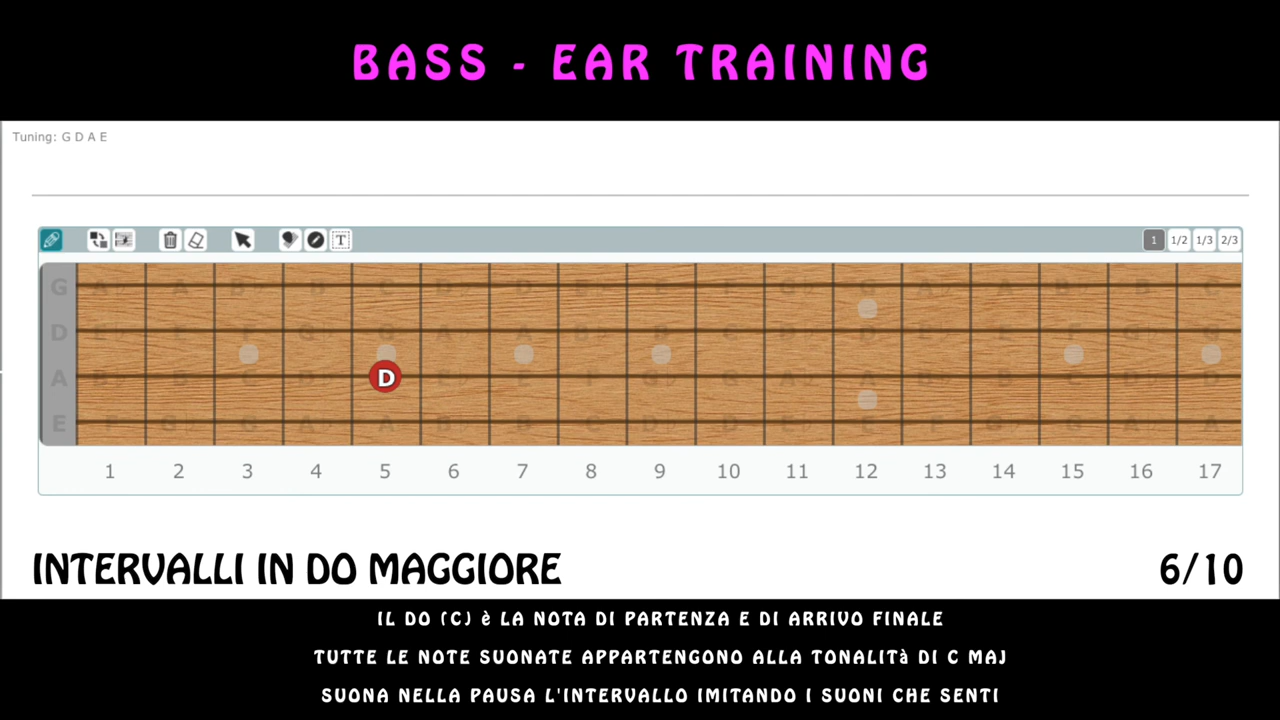 BASS - EAR TRAINING
Tuning: G D A E
T
1 1/2 1/3 2/3
G
D
A
D
E
1 2 3 4 5 6 7 8 9 10 11 12 13 14 15 16 17
INTERVALLI IN DO MAGGIORE
6/10
IL DO (C) è LA NOTA DI PARTENZA E DI ARRIVO FINALE
TUTTE LE NOTE SUONATE APPARTENGONO ALLA TONALITà DI C MAJ
SUONA NELLA PAUSA L'INTERVALLO IMITANDO I SUONI CHE SENTI